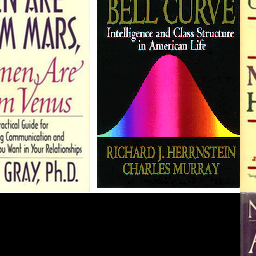 EN ARE
M MARS,
men, Are
m Venus
ractical Guide for
g Communication and
ou Want in Your Relationships
GRAY, Ph.D.
BELL CURVE
Intelligence and Class Structure
in American Life
RICHARD J. HERRNSTEIN
CHARLES MURRAY